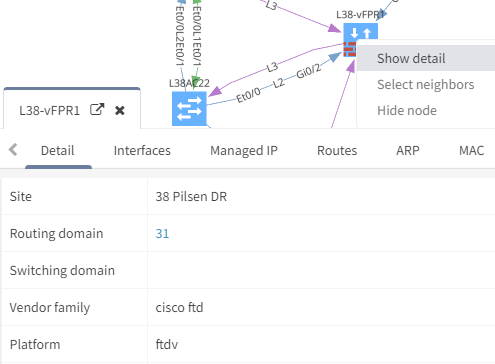 L3
L38-vFPR1
Et0/0L2Et0/1
Et0/0L1Et0/1
L3
Gi0/2
L2
Et0/0
Show detail
Select neighbors
Hide node
L38AC22
L38-vFPR1
Detail Interfaces Managed IP Routes ARP MAC
Site 38 Pilsen DR
Routing domain 31
Switching domain
Vendor family cisco ftd
Platform ftdv